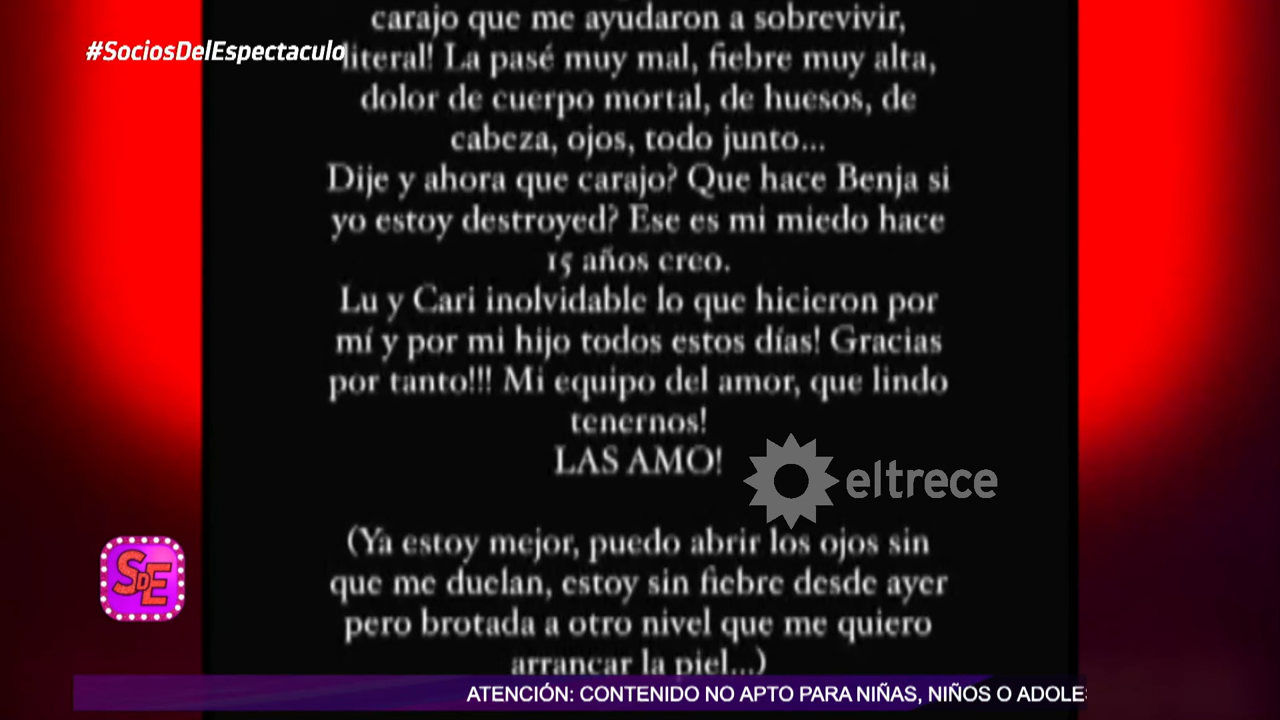 carajo que me ayudaron a sobrevivir,
#SociosDelEspectaculo
literal! La pasé muy mal, fiebre muy alta,
dolor de cuerpo mortal, de huesos, de
cabeza, ojos, todo junto...
Dije y ahora que carajo? Que hace Benja si
yo estoy destroyed? Ese es mi miedo hace
15 años creo.
Lu y Cari inolvidable lo que hicieron por
mí y por mi hijo todos estos días! Gracias
por tanto!!! Mi equipo del amor, que lindo
tenernos!
LAS AMO!
eltrece
(Ya estoy mejor, puedo abrir los ojos sin
que me duelan, estoy sin fiebre desde ayer
pero brotada a otro nivel que me quiero
arrancar la piel...)
SDE
ATENCIÓN: CONTENIDO NO APTO PARA NIÑAS, NIÑOS O ADOLES